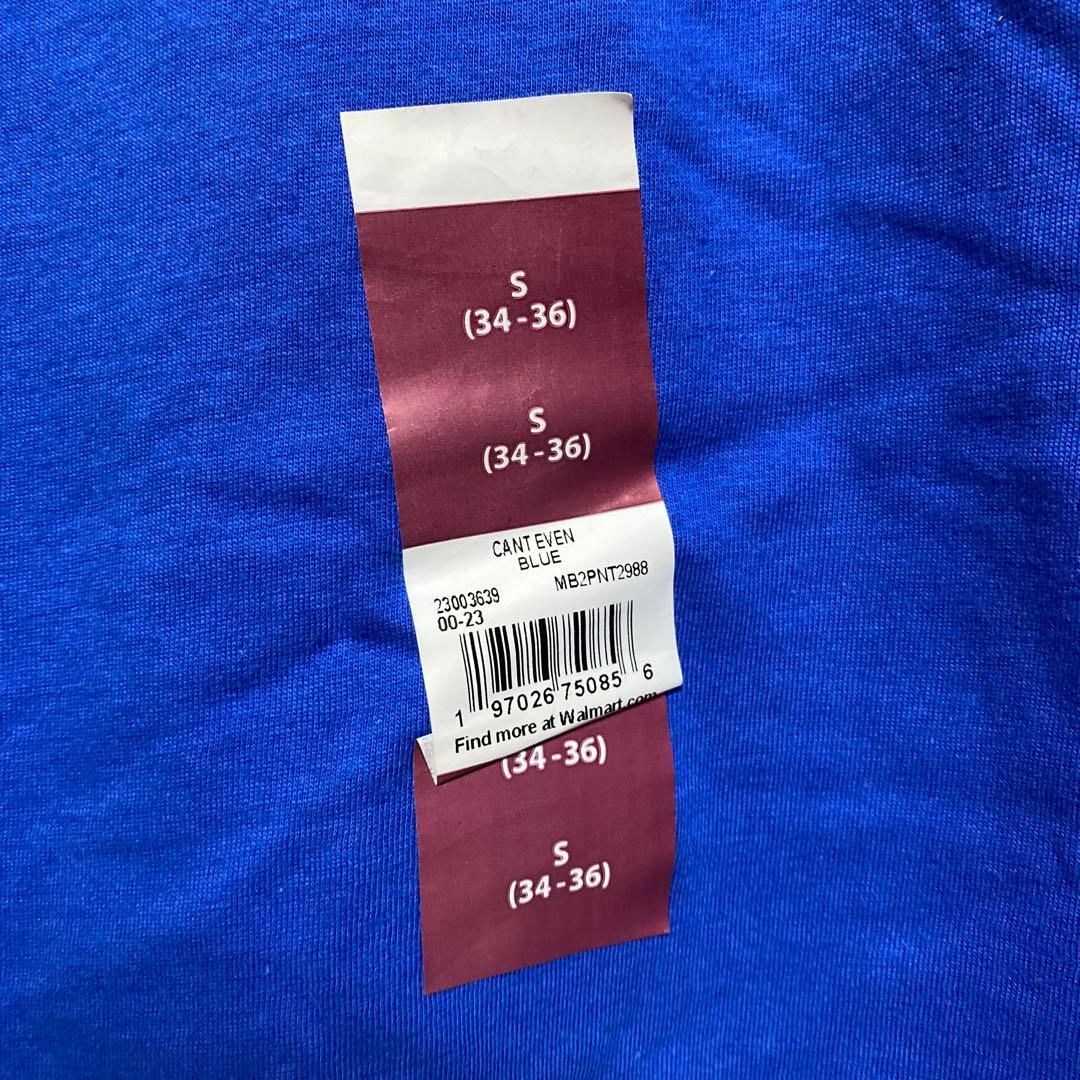 S
(34-36)
S
(34-36)
CANT EVEN
BLUE
23003639
MB2PNT2988
00-23
1 97026 75085 6
Find more at Walmart.com
(34-36)
S
(34-36)